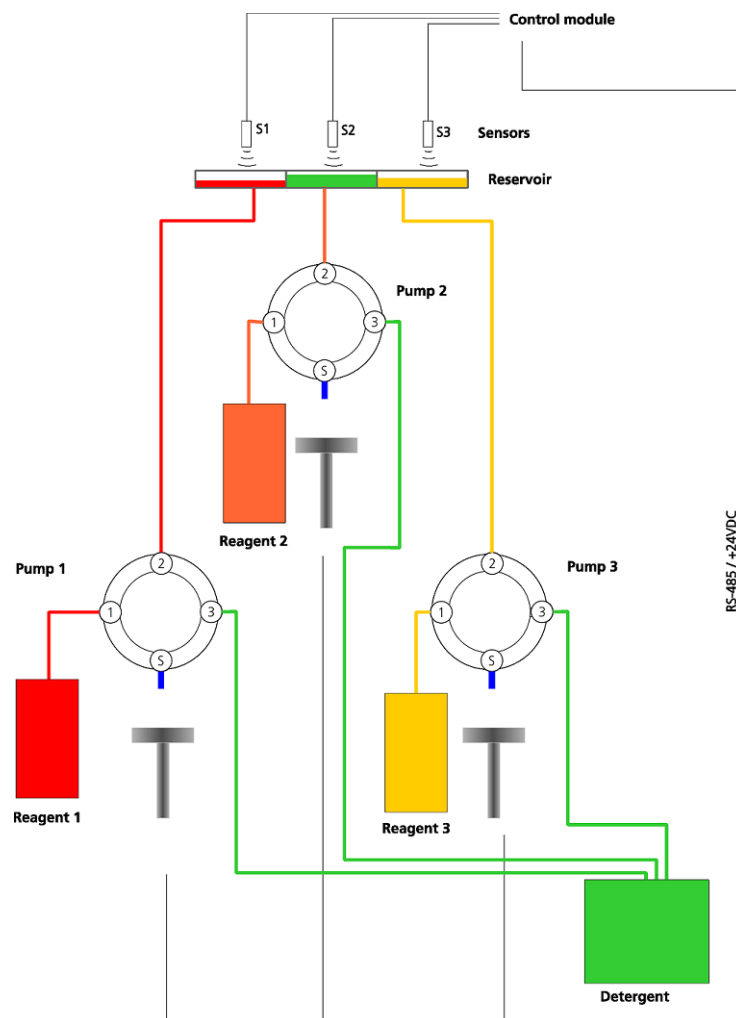 Control module
S1
S2
S3
Sensors
Reservoir
2
Pump 2
1
3
S
Reagent 2
RS-485 / +24VDC
Pump 1
2
1
3
S
Pump 3
2
1
3
S
Reagent 1
Reagent 3
Detergent